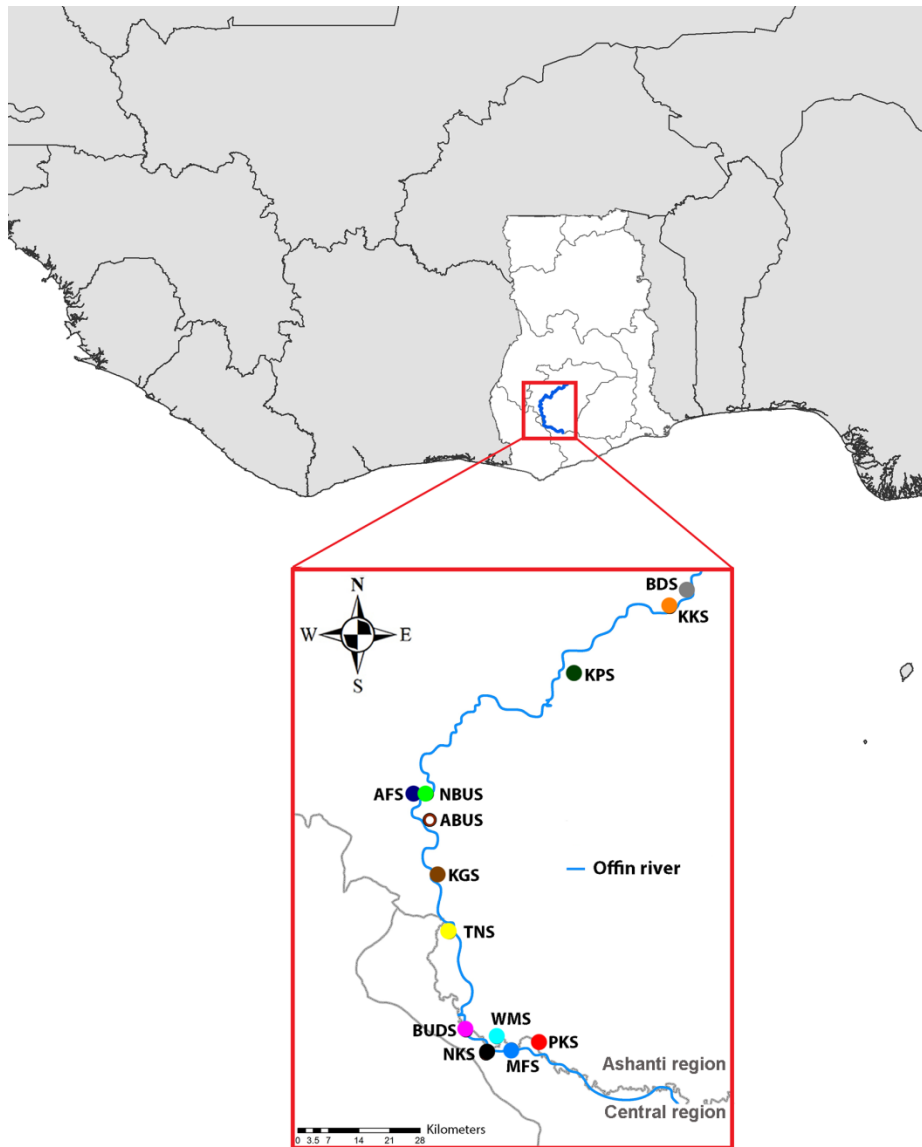 N
W E
S
BDS
KKS
KPS
AFS NBUS
ABUS
KGS
Offin river
TNS
WMS
BUDS
PKS
NKS
MFS
Ashanti region
Central region
Kilometers
0 3.5 7 14 21 28